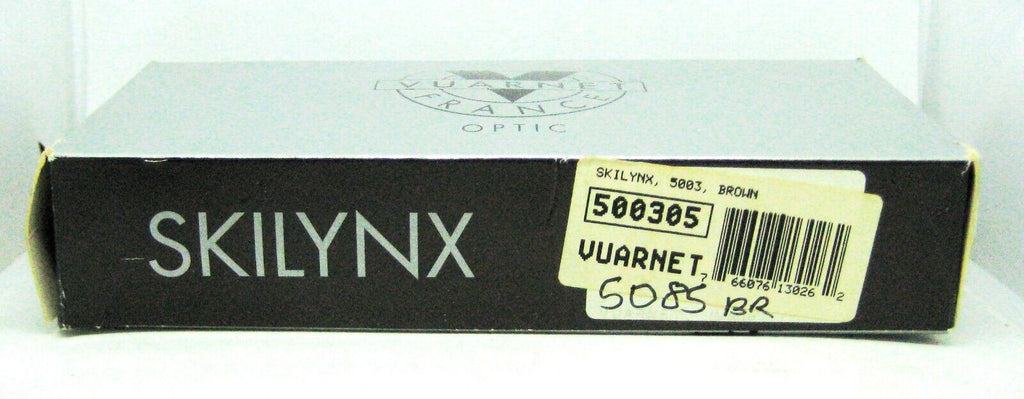 VUARNET
FRANCE
OPTIC
SKILYNX
SKILYNX, 5003, BROWN
500305
VUARNET
7 66076 13026 2
5085 BR